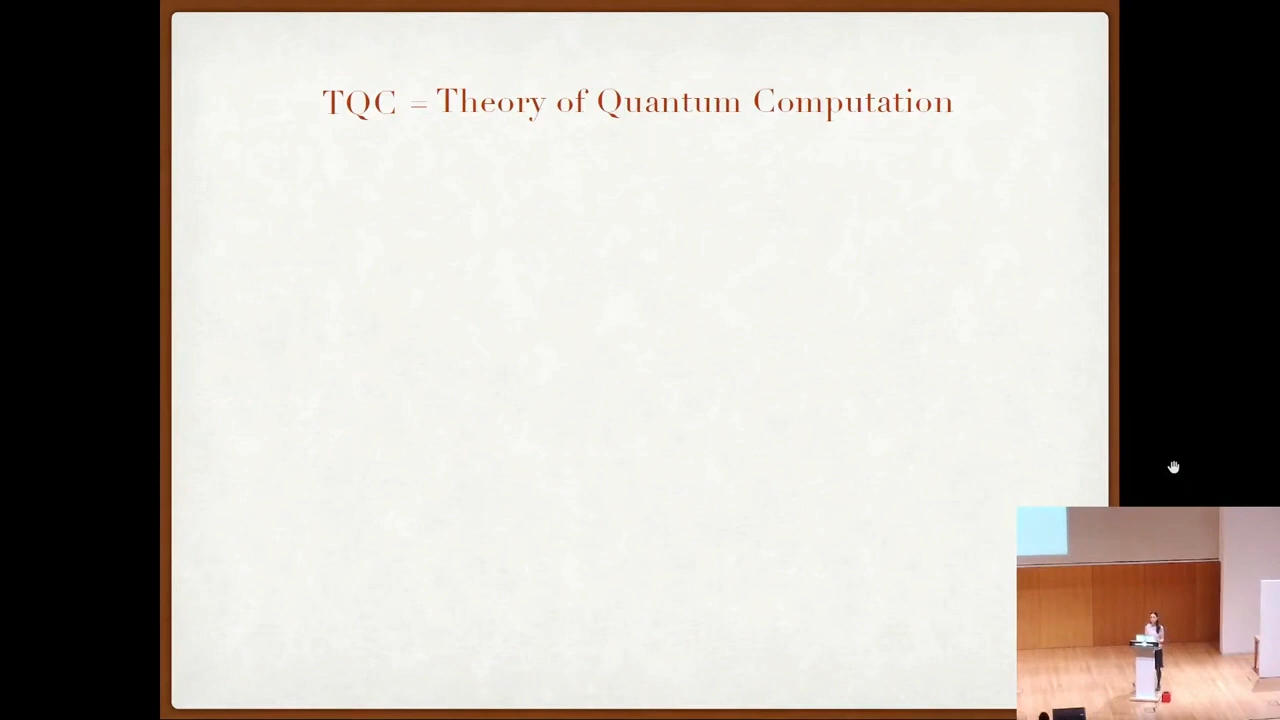 TQC = Theory of Quantum Computation